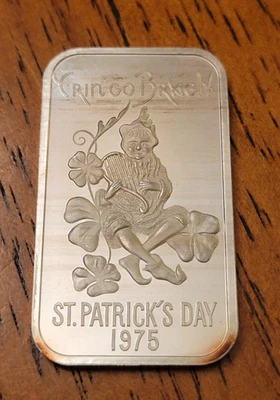 Erin go Bragh
ST. PATRICK'S DAY
1975